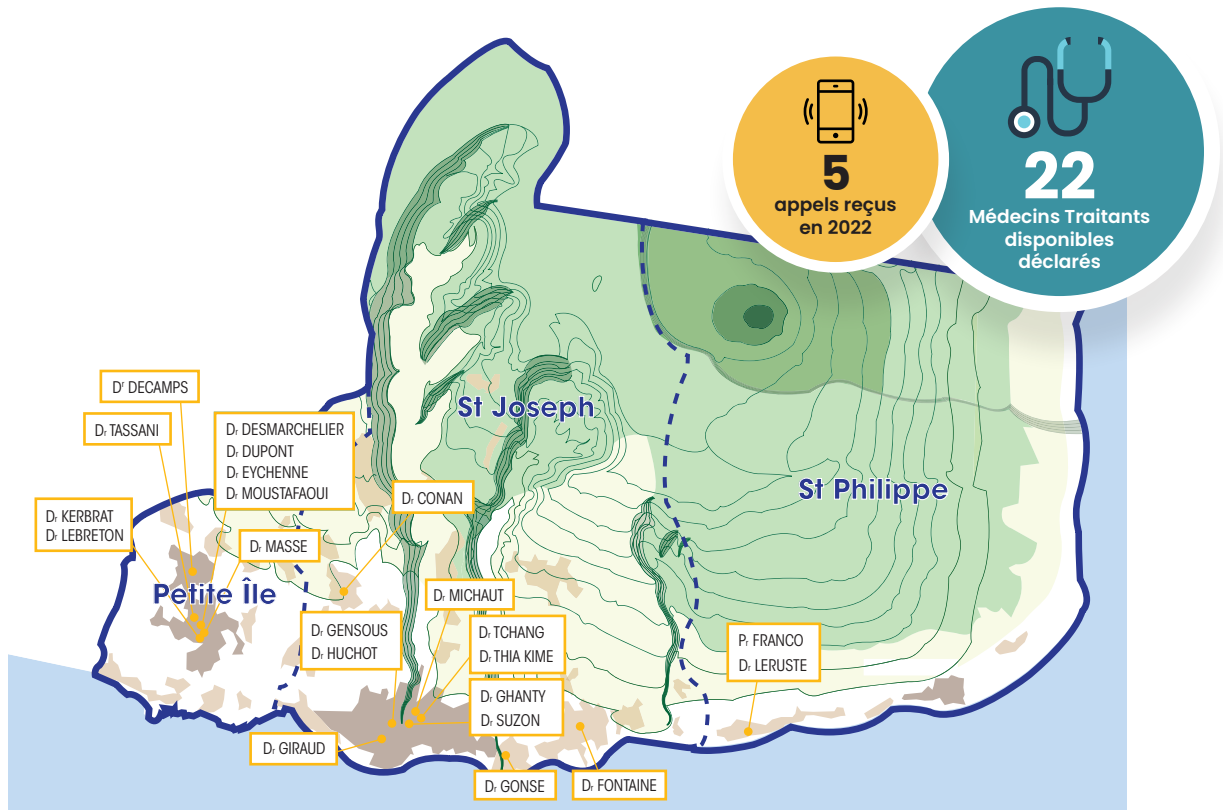 5
appels reçus
en 2022
22
Médecins Traitants
disponibles
déclarés
Dʳ DECAMPS
Dr TASSANI
Dr DESMARCHELIER
Dr DUPONT
Dr EYCHENNE
Dr MOUSTAFAOUI
St Joseph
St Philippe
Dr CONAN
Dr KERBRAT
Dr LEBRETON
Dr MASSE
Petite Île
Dr MICHAUT
Dr GENSOUS
Dr HUCHOT
Dr TCHANG
Dr THIA KIME
Pr FRANCO
Dr LERUSTE
Dr GHANTY
Dr SUZON
Dr GIRAUD
Dr GONSE
Dr FONTAINE